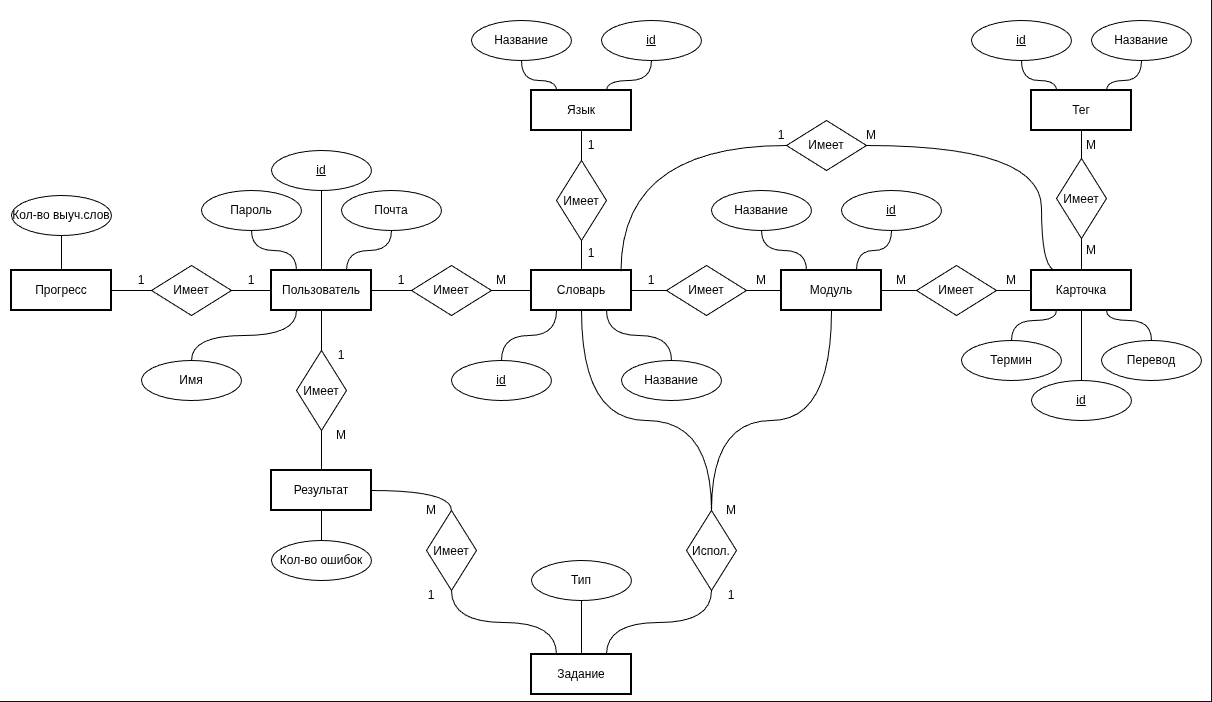 Название
id
id
Название
Язык
Тег
1
Имеет
M
1
M
id
Кол-во выуч.слов
Пароль
Почта
Имеет
Название
id
Имеет
1
M
Прогресс
1
Имеет
1
Пользователь
1
Имеет
M
Словарь
1
Имеет
M
Модуль
M
Имеет
M
Карточка
1
Имя
Имеет
id
Название
Термин
Перевод
id
M
Результат
M
M
Кол-во ошибок
Имеет
Испол.
Тип
1
1
Задание